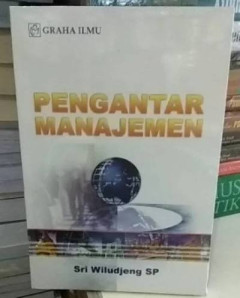 GRAHA ILMU
PENGANTAR
MANAJEMEN
Sri Wiludjeng SP